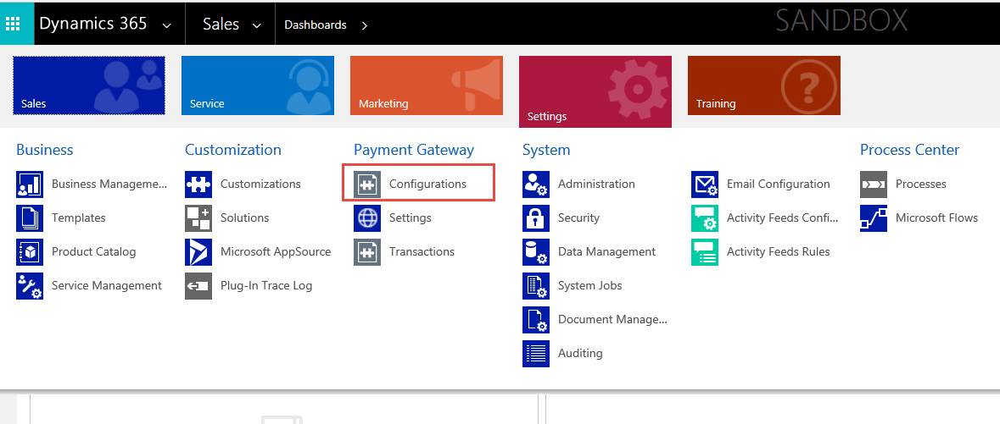 Dynamics 365
Sales
Dashboards
SANDBOX
Sales
Service
Marketing
Settings
Training
Business
Business Manageme...
Templates
Product Catalog
Service Management
Customization
Customizations
Solutions
Microsoft AppSource
Plug-In Trace Log
Payment Gateway
Configurations
Settings
Transactions
System
Administration
Security
Data Management
System Jobs
Document Manage...
Auditing
Email Configuration
Activity Feeds Confi...
Activity Feeds Rules
Process Center
Processes
Microsoft Flows